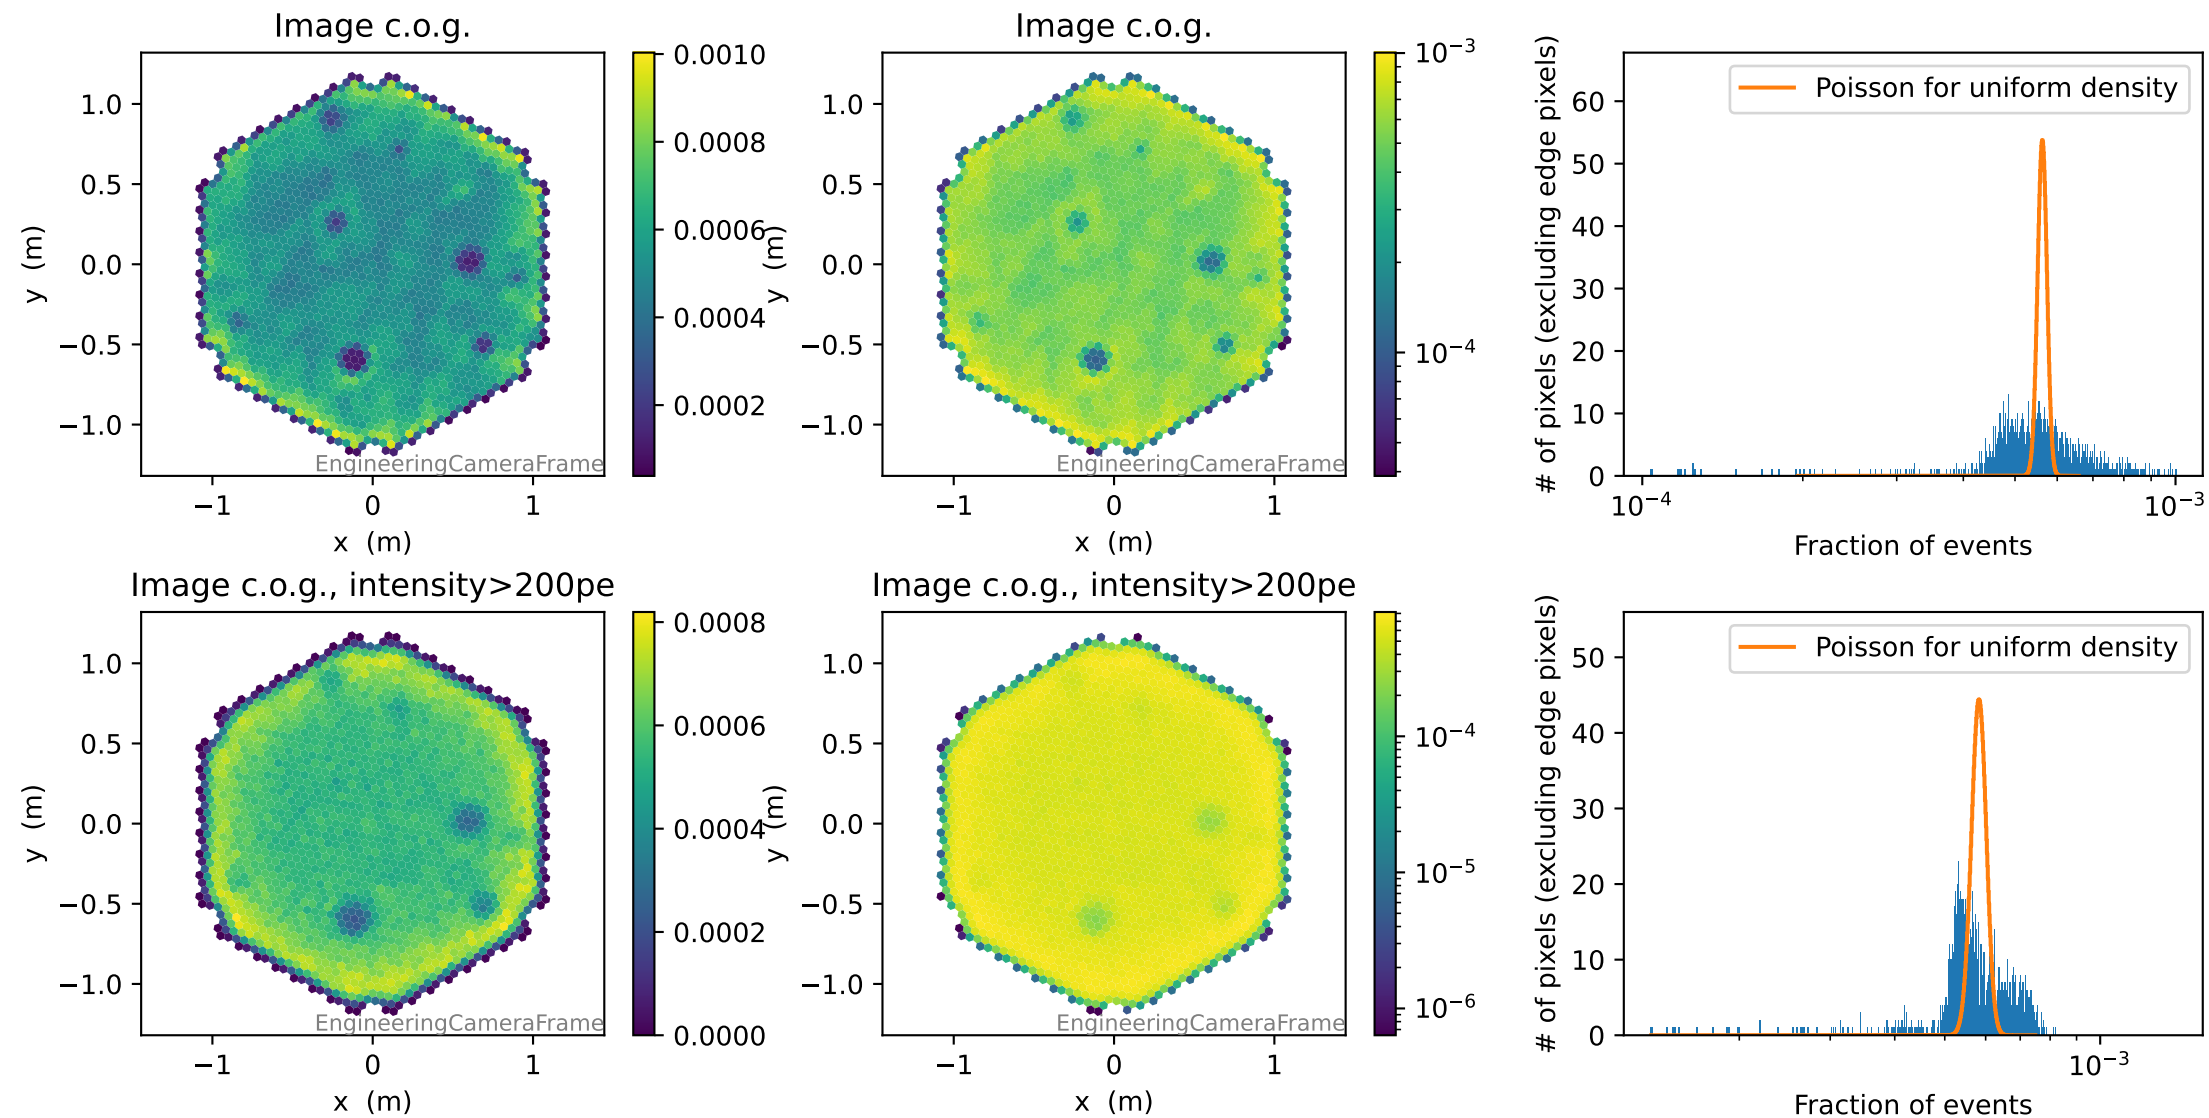 Image c.o.g.
1.0
0.5
0.0
−0.5
−1.0
y (m)
−1
0
1
x (m)
EngineeringCameraFrame
0.0010
0.0008
0.0006
0.0004
0.0002
Image c.o.g.
1.0
0.5
0.0
−0.5
−1.0
y (m)
−1
0
1
x (m)
EngineeringCameraFrame
10⁻³
10⁻⁴
# of pixels (excluding edge pixels)
60
50
40
30
20
10
0
Poisson for uniform density
10⁻⁴
10⁻³
Fraction of events
Image c.o.g., intensity>200pe
1.0
0.5
0.0
−0.5
−1.0
y (m)
−1
0
1
x (m)
EngineeringCameraFrame
0.0008
0.0006
0.0004
0.0002
0.0000
Image c.o.g., intensity>200pe
1.0
0.5
0.0
−0.5
−1.0
y (m)
−1
0
1
x (m)
EngineeringCameraFrame
10⁻⁴
10⁻⁵
10⁻⁶
# of pixels (excluding edge pixels)
50
40
30
20
10
0
Poisson for uniform density
10⁻³
Fraction of events